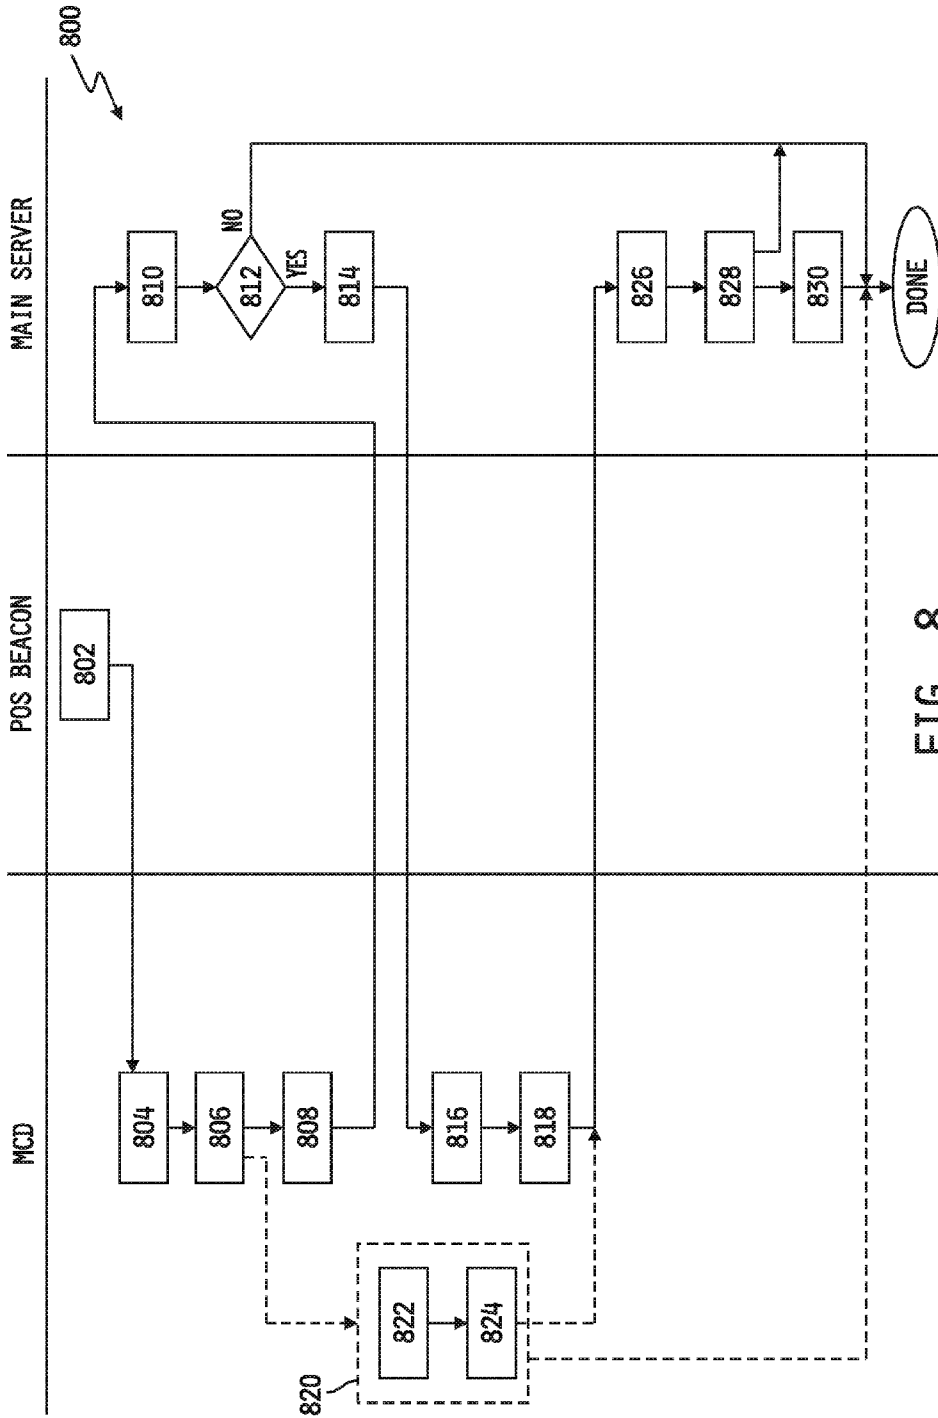 800
MCD
POS BEACON
MAIN SERVER
802
804
806
808
810
812
NO
YES
814
816
818
820
822
824
826
828
830
DONE
FIG. 8